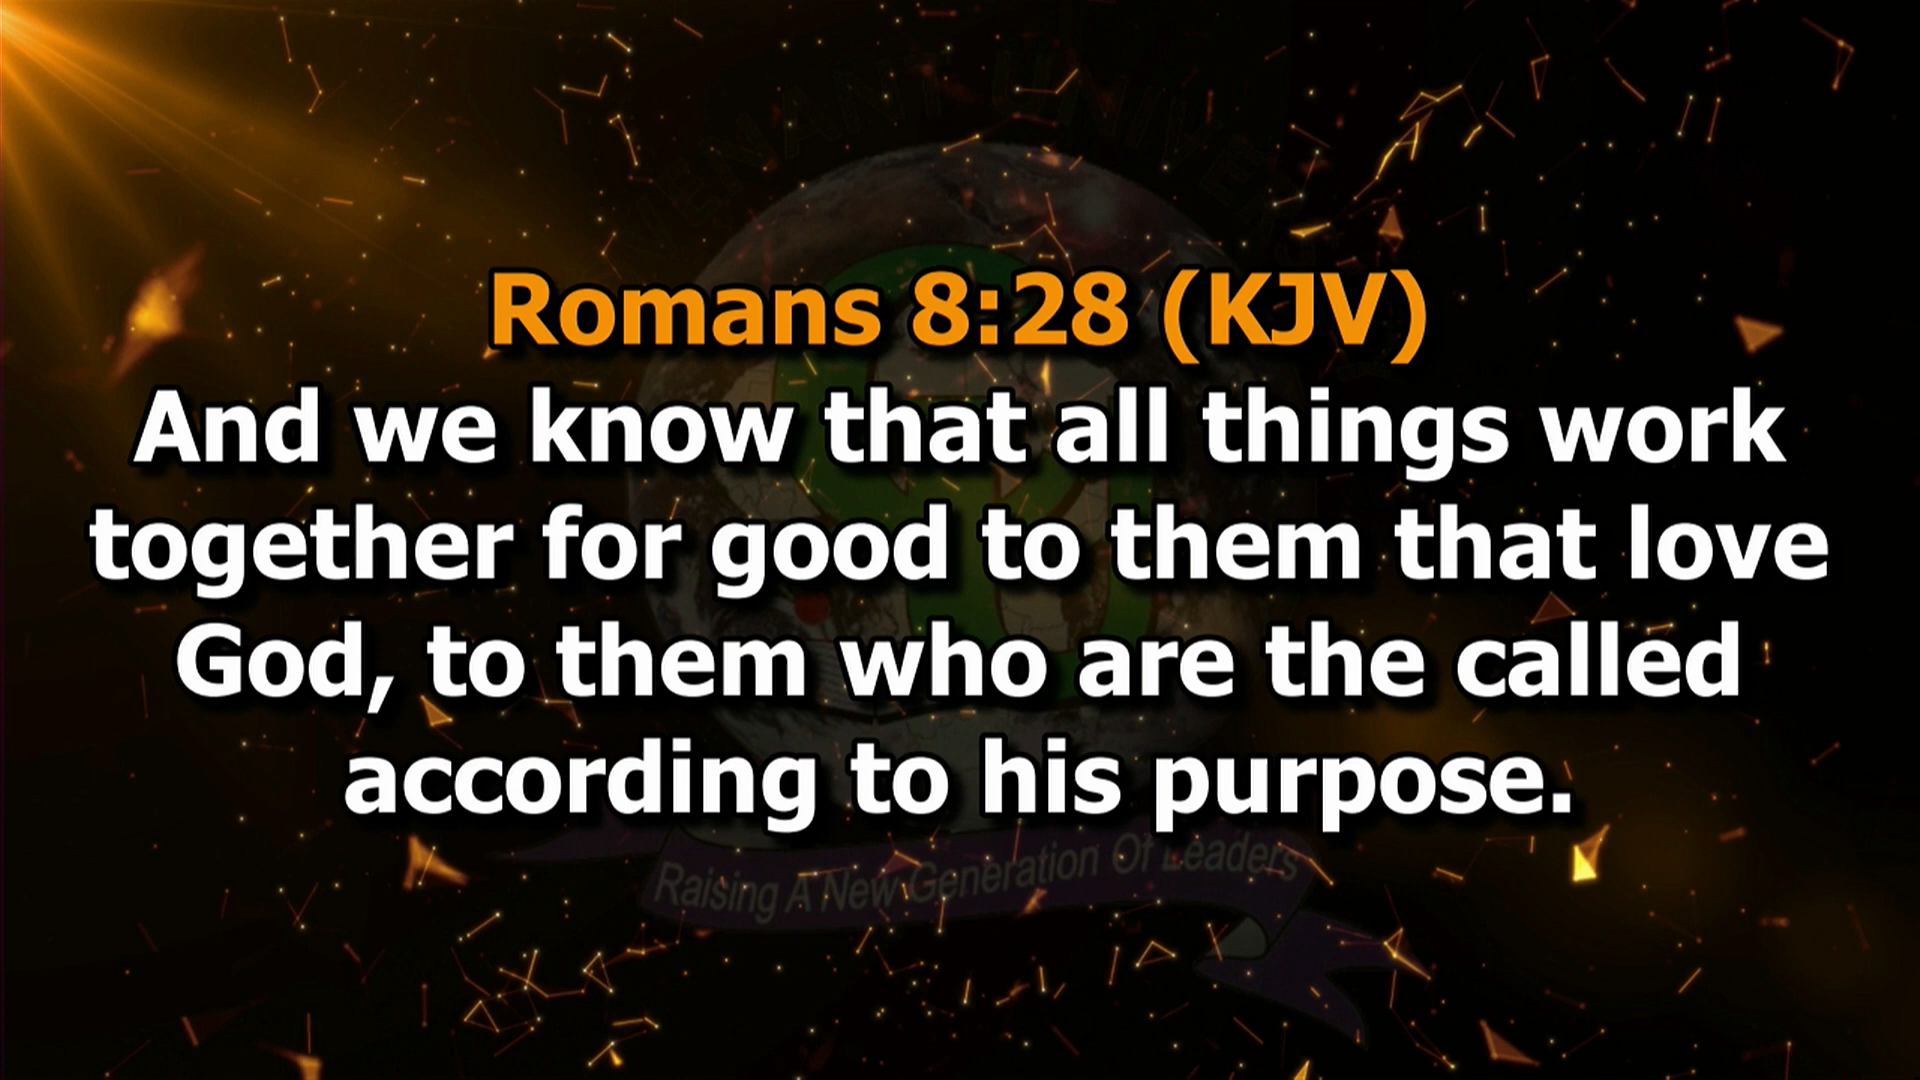 Romans 8:28 (KJV)
And we know that all things work
together for good to them that love
God, to them who are the called
according to his purpose.
Raising A New Generation Of Leaders